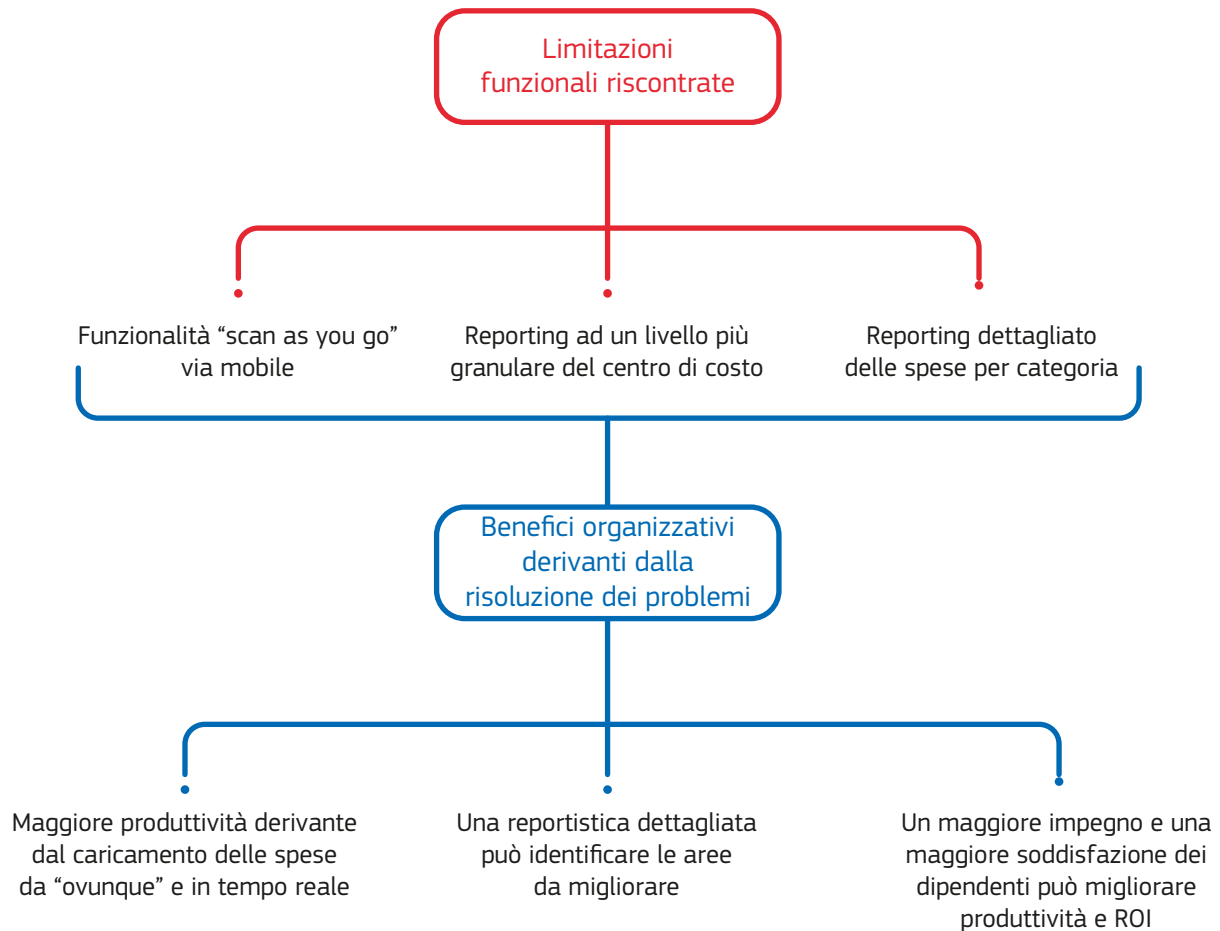 Limitazioni
funzionali riscontrate
Funzionalità “scan as you go”
via mobile
Reporting ad un livello più
granulare del centro di costo
Reporting dettagliato
delle spese per categoria
Benefici organizzativi
derivanti dalla
risoluzione dei problemi
Maggiore produttività derivante
dal caricamento delle spese
da “ovunque” e in tempo reale
Una reportistica dettagliata
può identificare le aree
da migliorare
Un maggiore impegno e una
maggiore soddisfazione dei
dipendenti può migliorare
produttività e ROI